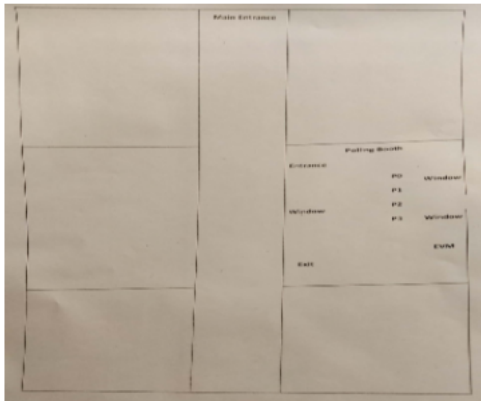 Main Entrance
Polling Booth
Entrance
P0
Window
P1
P2
Window
P3
Window
EVM
Exit